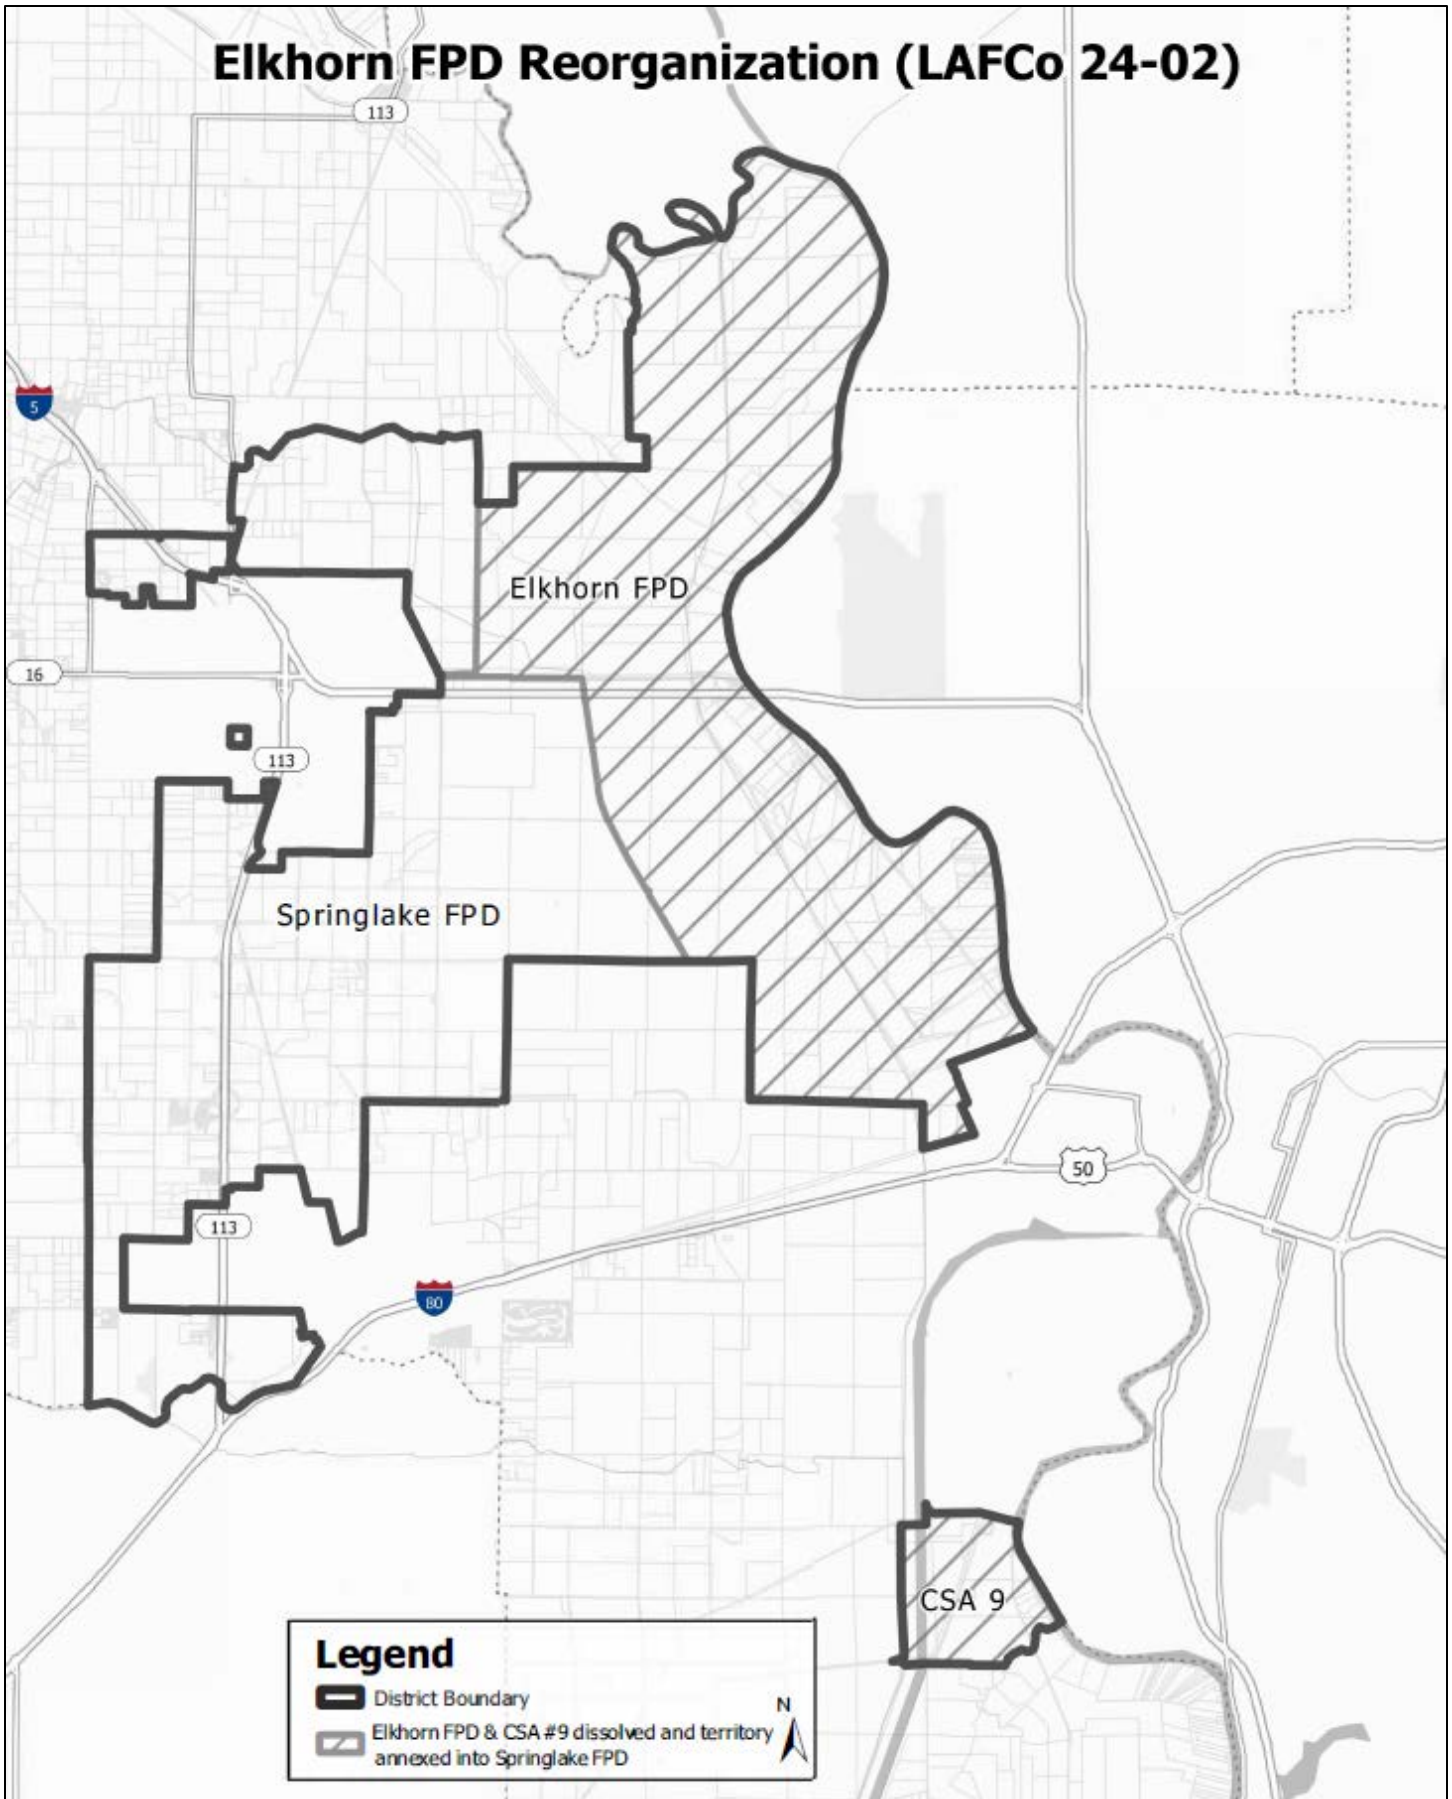 Elkhorn FPD Reorganization (LAFCo 24-02)
113
5
Elkhorn FPD
16
113
Springlake FPD
50
113
80
CSA 9
Legend
District Boundary
N
Elkhorn FPD & CSA #9 dissolved and territory
annexed into Springlake FPD